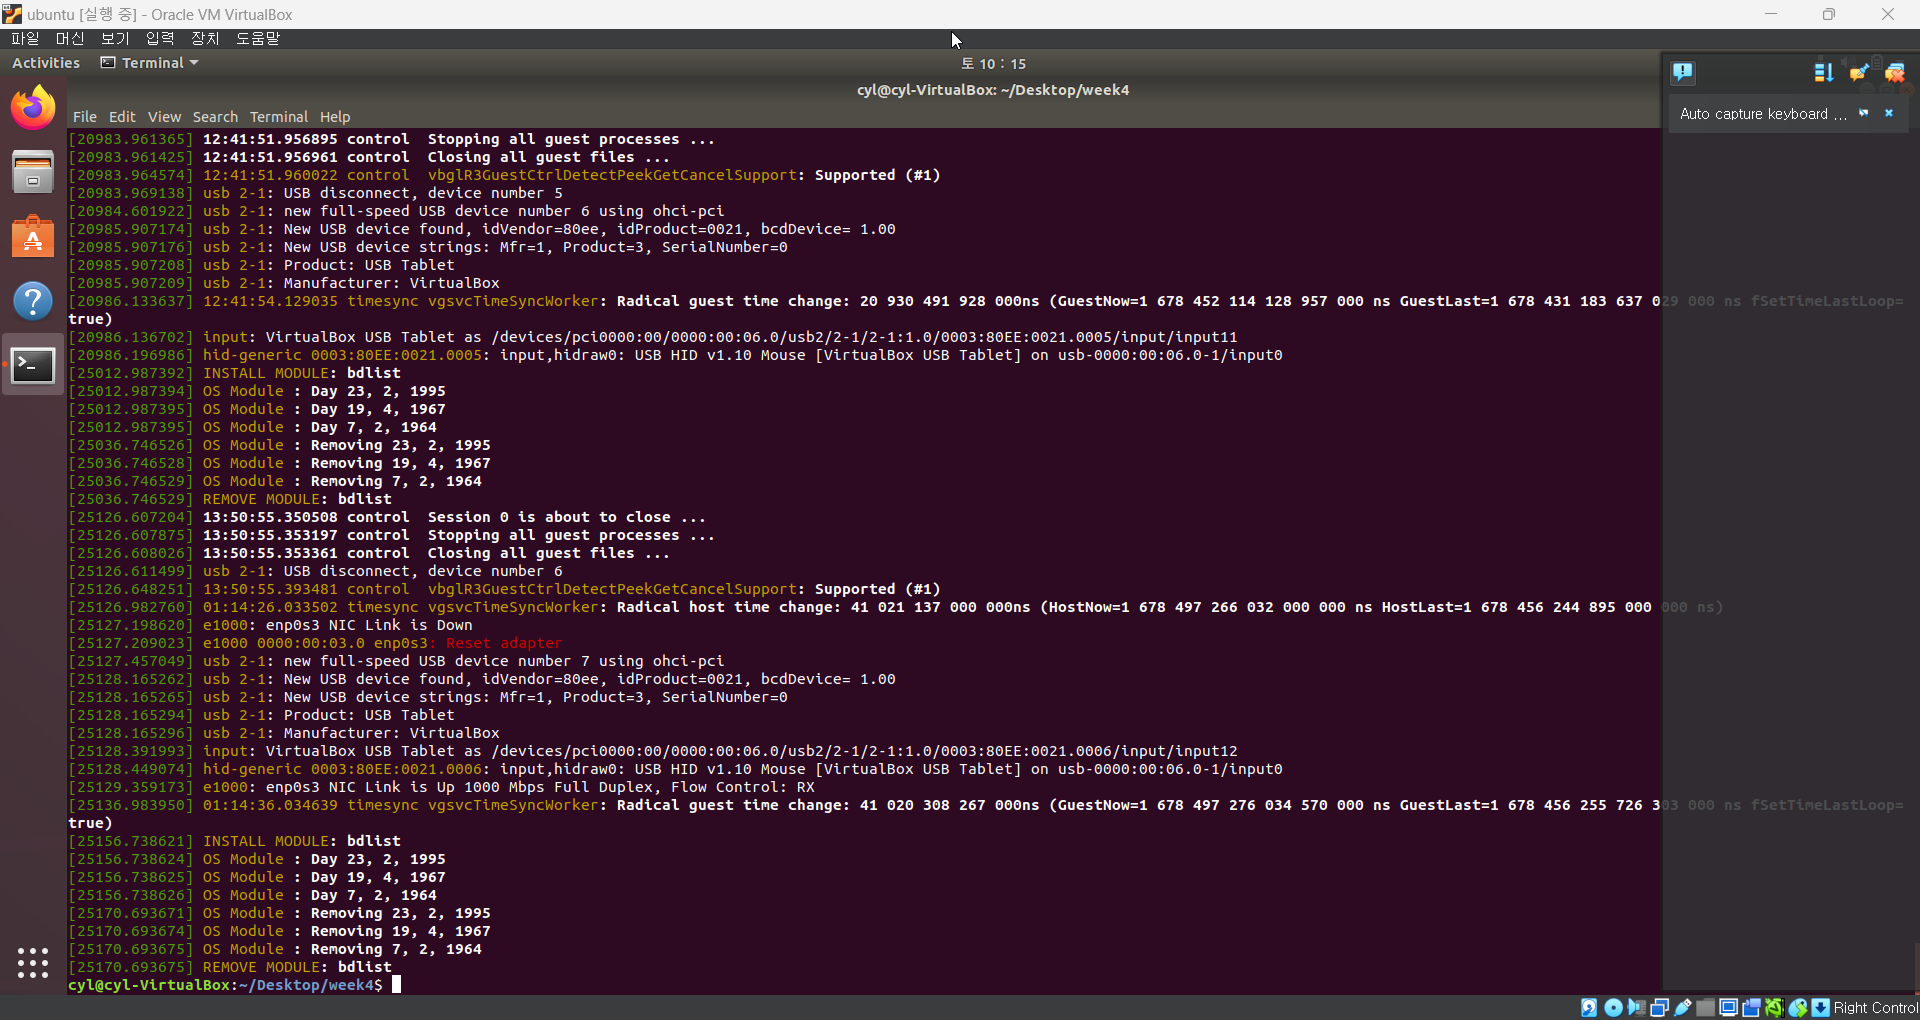 ubuntu [실행 중] - Oracle VM VirtualBox
파일 머신 보기 입력 장치 도움말
Activities Terminal
토 10 : 15
cyl@cyl-VirtualBox: ~/Desktop/week4
File Edit View Search Terminal Help
Auto capture keyboard ...
[20983.961365] 12:41:51.956895 control  Stopping all guest processes ...
[20983.961425] 12:41:51.956961 control  Closing all guest files ...
[20983.964574] 12:41:51.960022 control  vbglR3GuestCtrlDetectPeekGetCancelSupport: Supported (#1)
[20983.969138] usb 2-1: USB disconnect, device number 5
[20984.601922] usb 2-1: new full-speed USB device number 6 using ohci-pci
[20985.907174] usb 2-1: New USB device found, idVendor=80ee, idProduct=0021, bcdDevice= 1.00
[20985.907176] usb 2-1: New USB device strings: Mfr=1, Product=3, SerialNumber=0
[20985.907208] usb 2-1: Product: USB Tablet
[20985.907209] usb 2-1: Manufacturer: VirtualBox
[20986.133637] 12:41:54.129035 timesync vgsvcTimeSyncWorker: Radical guest time change: 20 930 491 928 000ns (GuestNow=1 678 452 114 128 957 000 ns GuestLast=1 678 431 183 637 029 000 ns fSetTimeLastLoop=
true)
[20986.136702] input: VirtualBox USB Tablet as /devices/pci0000:00/0000:00:06.0/usb2/2-1/2-1:1.0/0003:80EE:0021.0005/input/input11
[20986.196986] hid-generic 0003:80EE:0021.0005: input,hidraw0: USB HID v1.10 Mouse [VirtualBox USB Tablet] on usb-0000:00:06.0-1/input0
[25012.987392] INSTALL MODULE: bdlist
[25012.987394] OS Module : Day 23, 2, 1995
[25012.987395] OS Module : Day 19, 4, 1967
[25012.987395] OS Module : Day 7, 2, 1964
[25036.746526] OS Module : Removing 23, 2, 1995
[25036.746528] OS Module : Removing 19, 4, 1967
[25036.746529] OS Module : Removing 7, 2, 1964
[25036.746529] REMOVE MODULE: bdlist
[25126.607204] 13:50:55.350508 control  Session 0 is about to close ...
[25126.607875] 13:50:55.353197 control  Stopping all guest processes ...
[25126.608026] 13:50:55.353361 control  Closing all guest files ...
[25126.611499] usb 2-1: USB disconnect, device number 6
[25126.648251] 13:50:55.393481 control  vbglR3GuestCtrlDetectPeekGetCancelSupport: Supported (#1)
[25126.982760] 01:14:26.033502 timesync vgsvcTimeSyncWorker: Radical host time change: 41 021 137 000 000ns (HostNow=1 678 497 266 032 000 000 ns HostLast=1 678 456 244 895 000 000 ns)
[25127.198620] e1000: enp0s3 NIC Link is Down
[25127.209023] e1000 0000:00:03.0 enp0s3: Reset adapter
[25127.457049] usb 2-1: new full-speed USB device number 7 using ohci-pci
[25128.165262] usb 2-1: New USB device found, idVendor=80ee, idProduct=0021, bcdDevice= 1.00
[25128.165265] usb 2-1: New USB device strings: Mfr=1, Product=3, SerialNumber=0
[25128.165294] usb 2-1: Product: USB Tablet
[25128.165296] usb 2-1: Manufacturer: VirtualBox
[25128.391993] input: VirtualBox USB Tablet as /devices/pci0000:00/0000:00:06.0/usb2/2-1/2-1:1.0/0003:80EE:0021.0006/input/input12
[25128.449074] hid-generic 0003:80EE:0021.0006: input,hidraw0: USB HID v1.10 Mouse [VirtualBox USB Tablet] on usb-0000:00:06.0-1/input0
[25129.359173] e1000: enp0s3 NIC Link is Up 1000 Mbps Full Duplex, Flow Control: RX
[25136.983950] 01:14:36.034639 timesync vgsvcTimeSyncWorker: Radical guest time change: 41 020 308 267 000ns (GuestNow=1 678 497 276 034 570 000 ns GuestLast=1 678 456 255 726 303 000 ns fSetTimeLastLoop=
true)
[25156.738621] INSTALL MODULE: bdlist
[25156.738624] OS Module : Day 23, 2, 1995
[25156.738625] OS Module : Day 19, 4, 1967
[25156.738626] OS Module : Day 7, 2, 1964
[25170.693671] OS Module : Removing 23, 2, 1995
[25170.693674] OS Module : Removing 19, 4, 1967
[25170.693675] OS Module : Removing 7, 2, 1964
[25170.693675] REMOVE MODULE: bdlist
cyl@cyl-VirtualBox:~/Desktop/week4$
Right Control